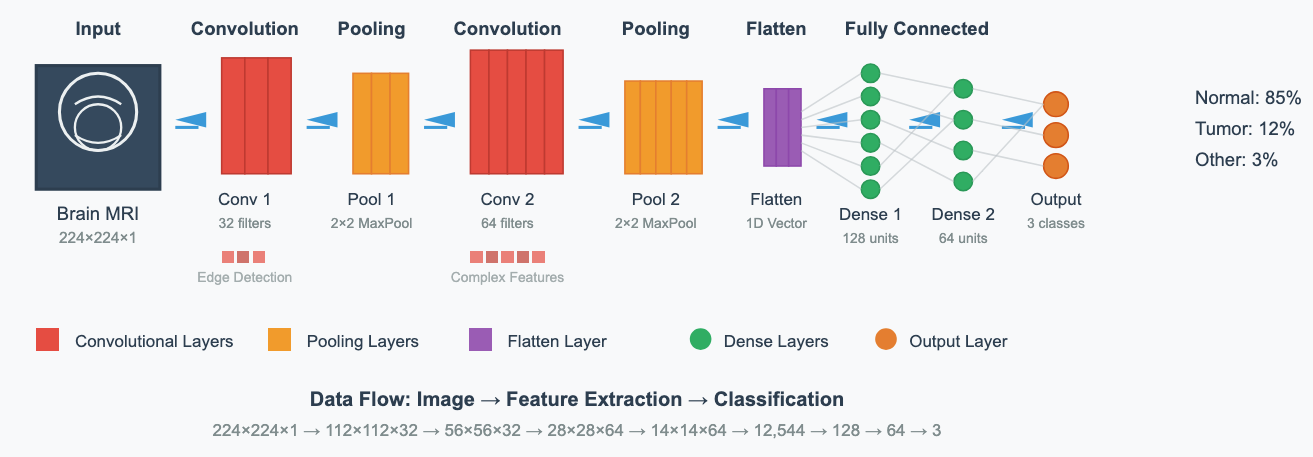 Input
Convolution
Pooling
Convolution
Pooling
Flatten
Fully Connected
Normal: 85%
Tumor: 12%
Other: 3%
Brain MRI
224×224×1
Conv 1
32 filters
Edge Detection
Pool 1
2×2 MaxPool
Conv 2
64 filters
Complex Features
Pool 2
2×2 MaxPool
Flatten
1D Vector
Dense 1
128 units
Dense 2
64 units
Output
3 classes
Convolutional Layers
Pooling Layers
Flatten Layer
Dense Layers
Output Layer
Data Flow: Image → Feature Extraction → Classification
224×224×1 → 112×112×32 → 56×56×32 → 28×28×64 → 14×14×64 → 12,544 → 128 → 64 → 3